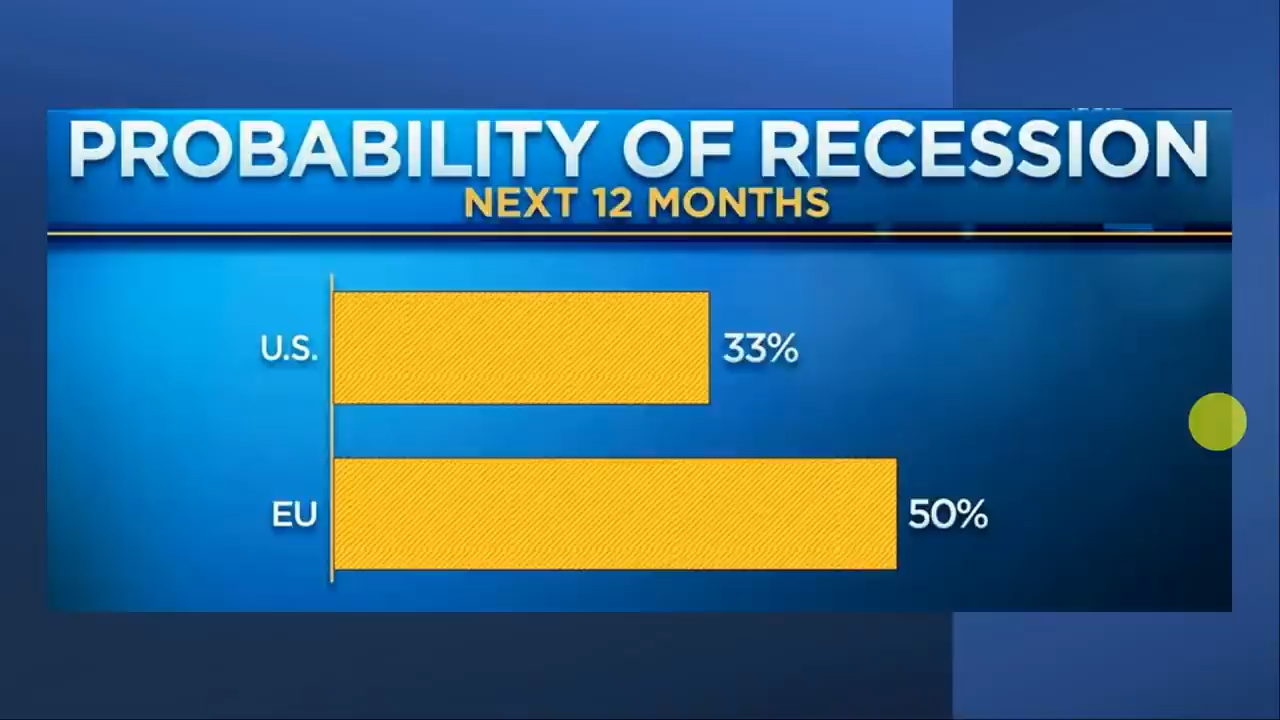 PROBABILITY OF RECESSION
NEXT 12 MONTHS
U.S. 33%
EU 50%